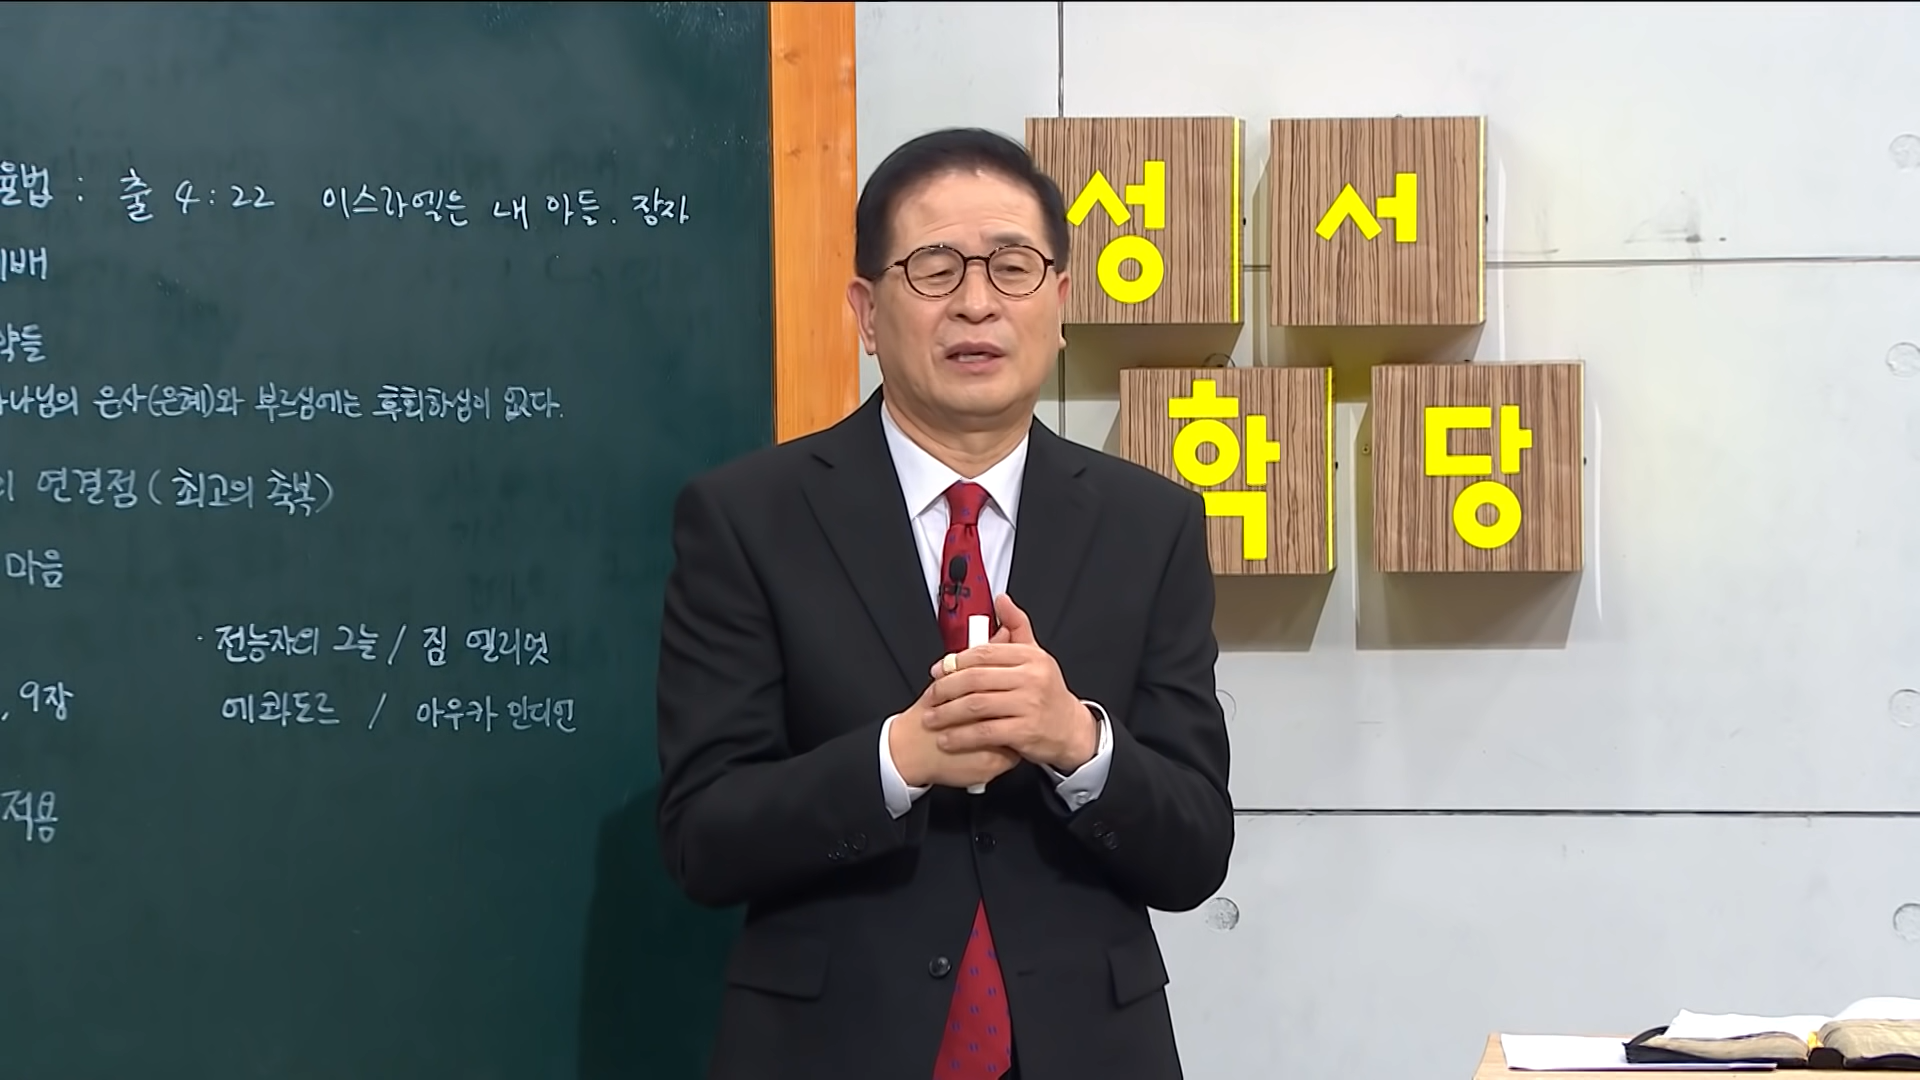 율법 : 출 4:22 이스라엘은 내 아들. 장자
배
약들
하나님의 은사(은혜)와 부르심에는 후회하심이 없다.
의 연결점 (최고의 축복)
마음
· 전능자의 그늘 / 짐 엘리엇
, 9장
에콰도르 / 아우카 인디언
적용
성서
학당